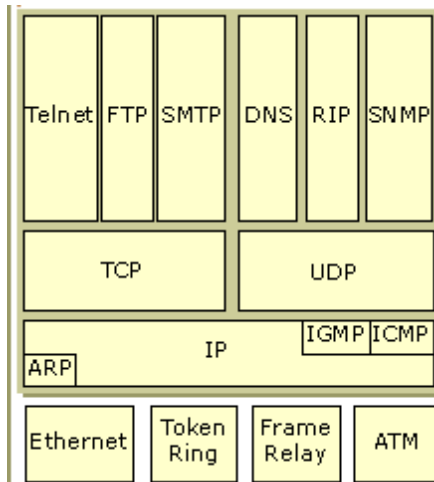 Telnet FTP SMTP DNS RIP SNMP
TCP UDP
IP IGMP ICMP
ARP
Ethernet Token Ring Frame Relay ATM